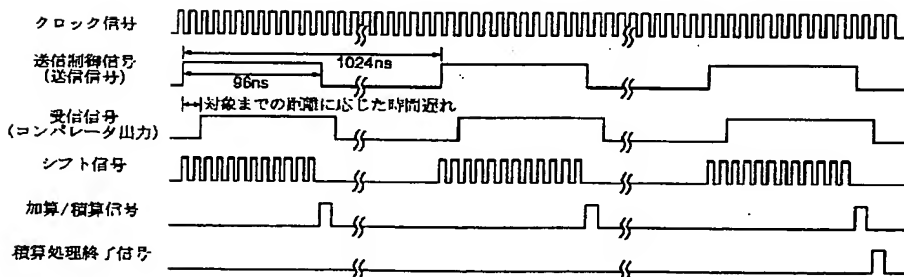 クロック信号
1024ns
送信制御信号
(送信信号)
96ns
対象までの距離に応じた時間遅れ
受信信号
(コンパレータ出力)
シフト信号
加算/積算信号
積算処理終了信号